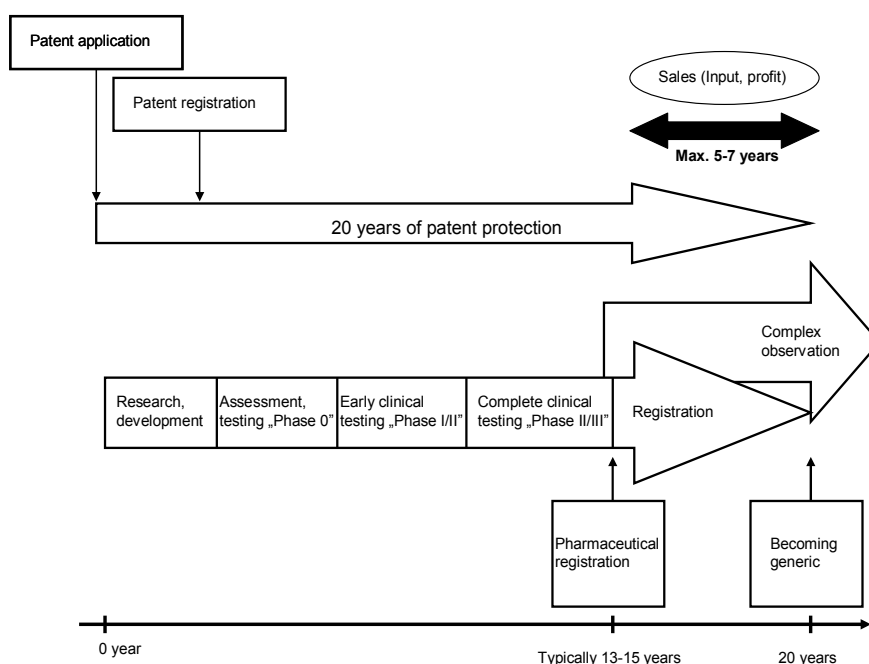 Patent application
Patent registration
Sales (Input, profit)
Max. 5-7 years
20 years of patent protection
Complex
observation
Research,
development
Assessment,
testing „Phase 0”
Early clinical
testing „Phase I/II”
Complete clinical
testing „Phase II/III”
Registration
Pharmaceutical
registration
Becoming
generic
0 year
Typically 13-15 years
20 years